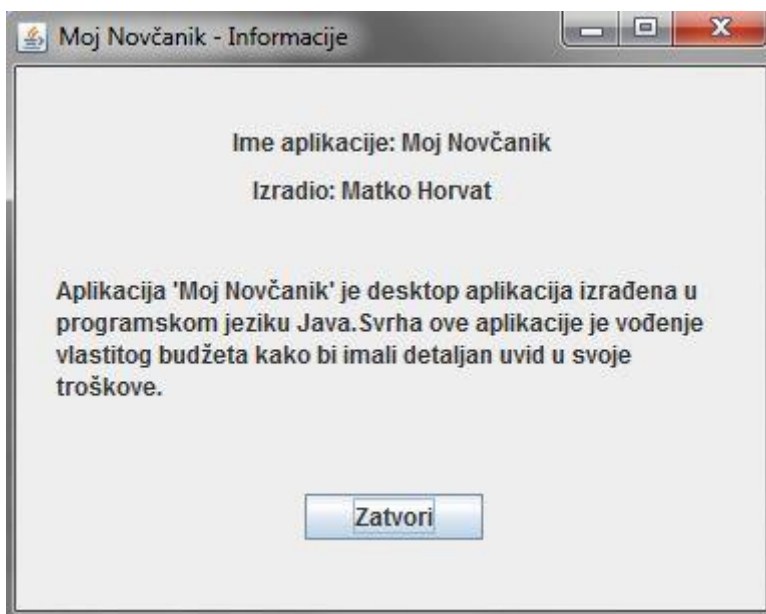 Moj Novčanik - Informacije
Ime aplikacije: Moj Novčanik
Izradio: Matko Horvat
Aplikacija 'Moj Novčanik' je desktop aplikacija izrađena u
programskom jeziku Java.Svrha ove aplikacije je vođenje
vlastitog budžeta kako bi imali detaljan uvid u svoje
troškove.
Zatvori